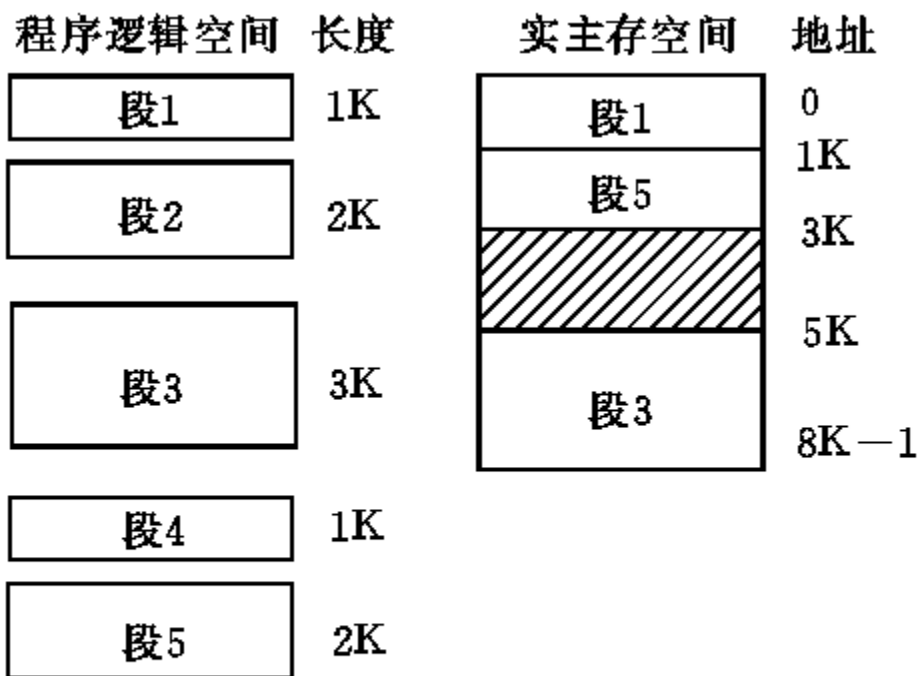 程序逻辑空间 长度 实主存空间 地址
段1 1K
段2 2K
段3 3K
段4 1K
段5 2K
段1 0
1K
段5
3K
5K
段3
8K-1